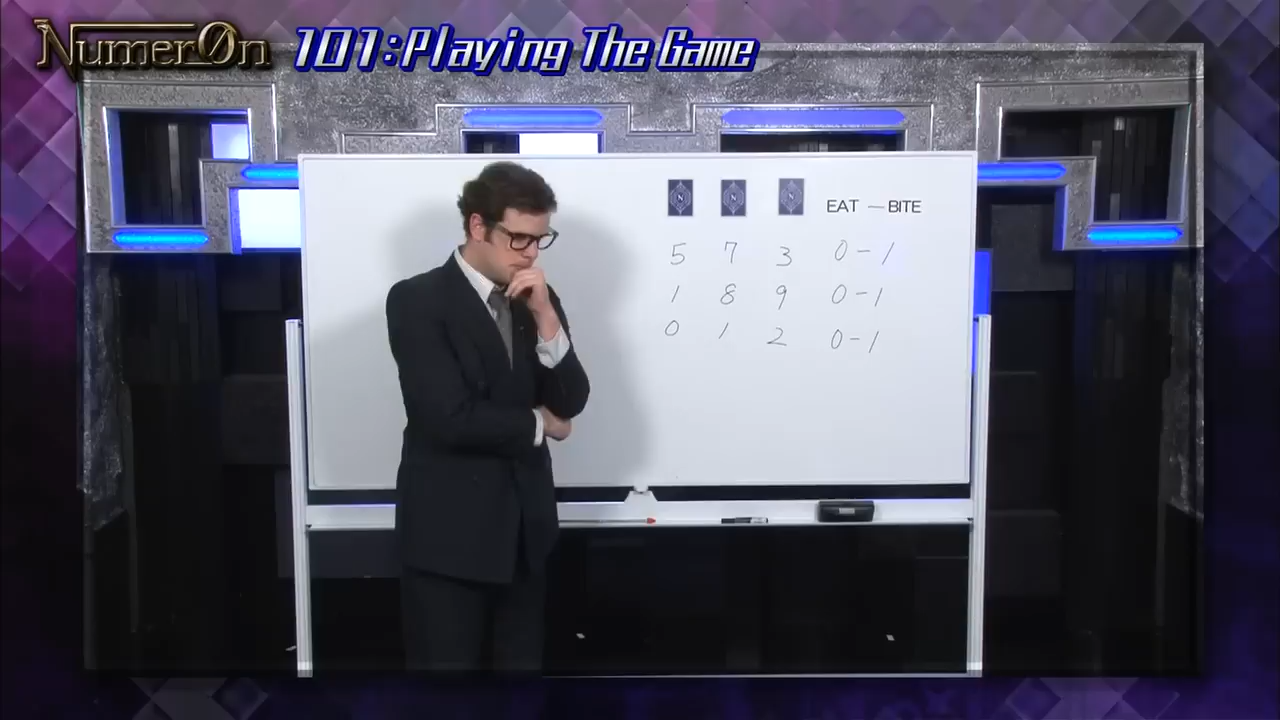 Numer0n 101:Playing The Game
N N N EAT — BITE
5 7 3 0-1
1 8 9 0-1
0 1 2 0-1